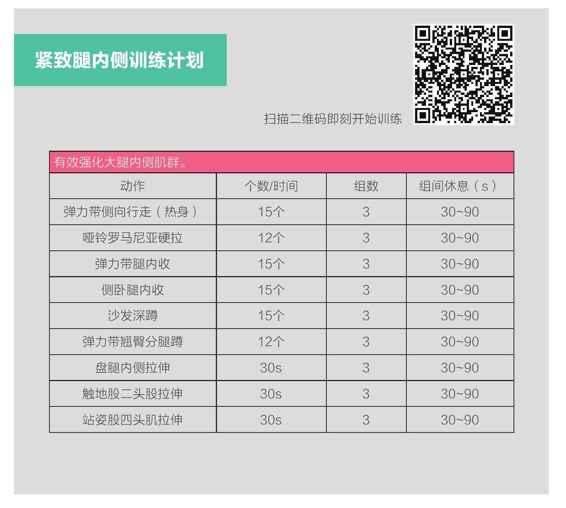 紧致腿内侧训练计划
扫描二维码即刻开始训练
有效强化大腿内侧肌群。
动作 个数/时间 组数 组间休息（s）
弹力带侧向行走（热身） 15个 3 30~90
哑铃罗马尼亚硬拉 12个 3 30~90
弹力带腿内收 15个 3 30~90
侧卧腿内收 15个 3 30~90
沙发深蹲 15个 3 30~90
弹力带翘臀分腿蹲 12个 3 30~90
盘腿内侧拉伸 30s 3 30~90
触地股二头股拉伸 30s 3 30~90
站姿股四头肌拉伸 30s 3 30~90